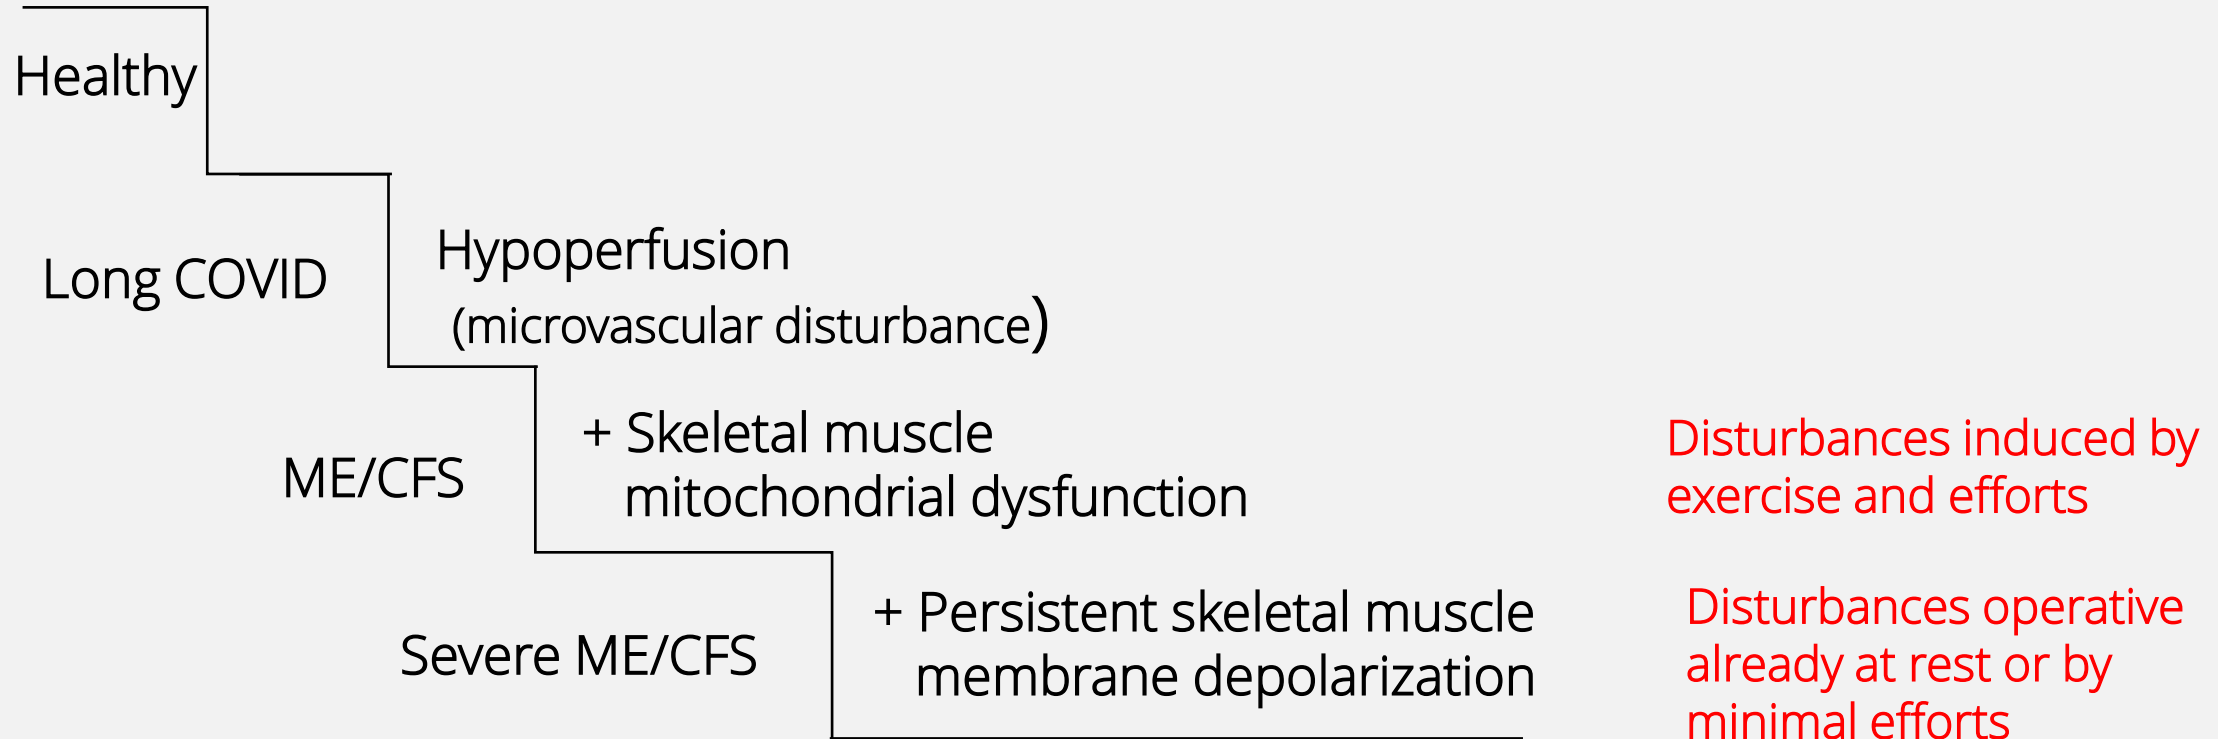 Healthy
Long COVID
Hypoperfusion
(microvascular disturbance)
ME/CFS
+ Skeletal muscle
mitochondrial dysfunction
Disturbances induced by
exercise and efforts
Severe ME/CFS
+ Persistent skeletal muscle
membrane depolarization
Disturbances operative
already at rest or by
minimal efforts